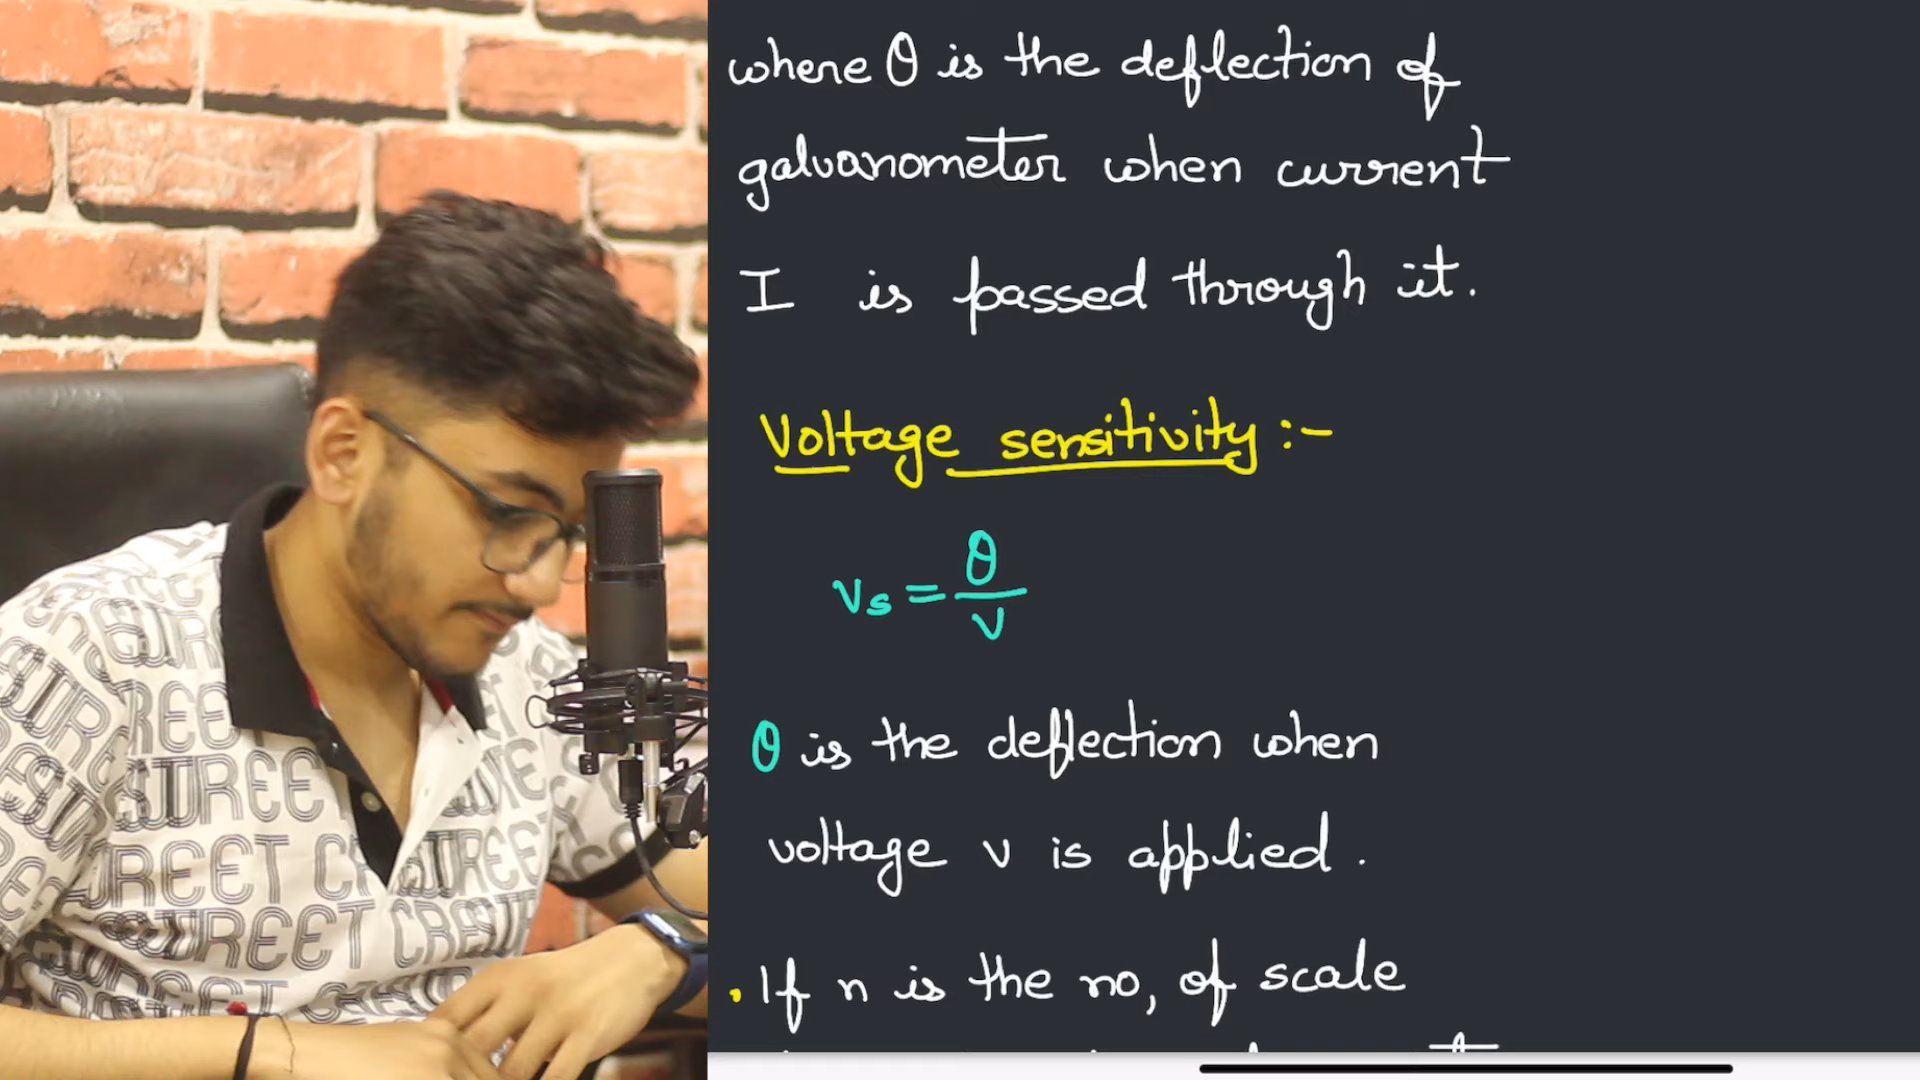 where θ is the deflection of
galvanometer when current
I is passed through it.
Voltage sensitivity :-
Vs = θ/V
θ is the deflection when
voltage v is applied.
. If n is the no, of scale